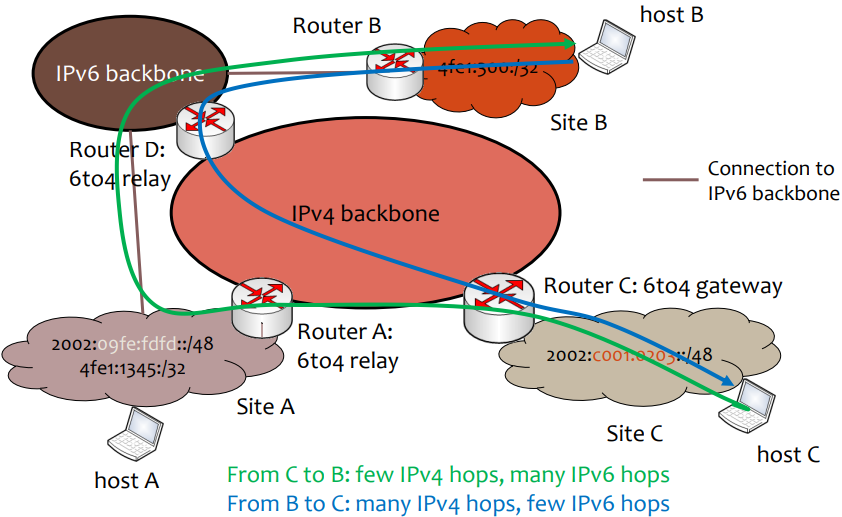 Router B
host B
IPv6 backbone
4fe1:500:/32
Site B
Router D:
6to4 relay
Connection to
IPv6 backbone
IPv4 backbone
Router C: 6to4 gateway
2002:09fe:fdfd::/48
4fe1:1345:/32
Router A:
6to4 relay
2002:c001:0203::/48
Site A
Site C
host A
host C
From C to B: few IPv4 hops, many IPv6 hops
From B to C: many IPv4 hops, few IPv6 hops